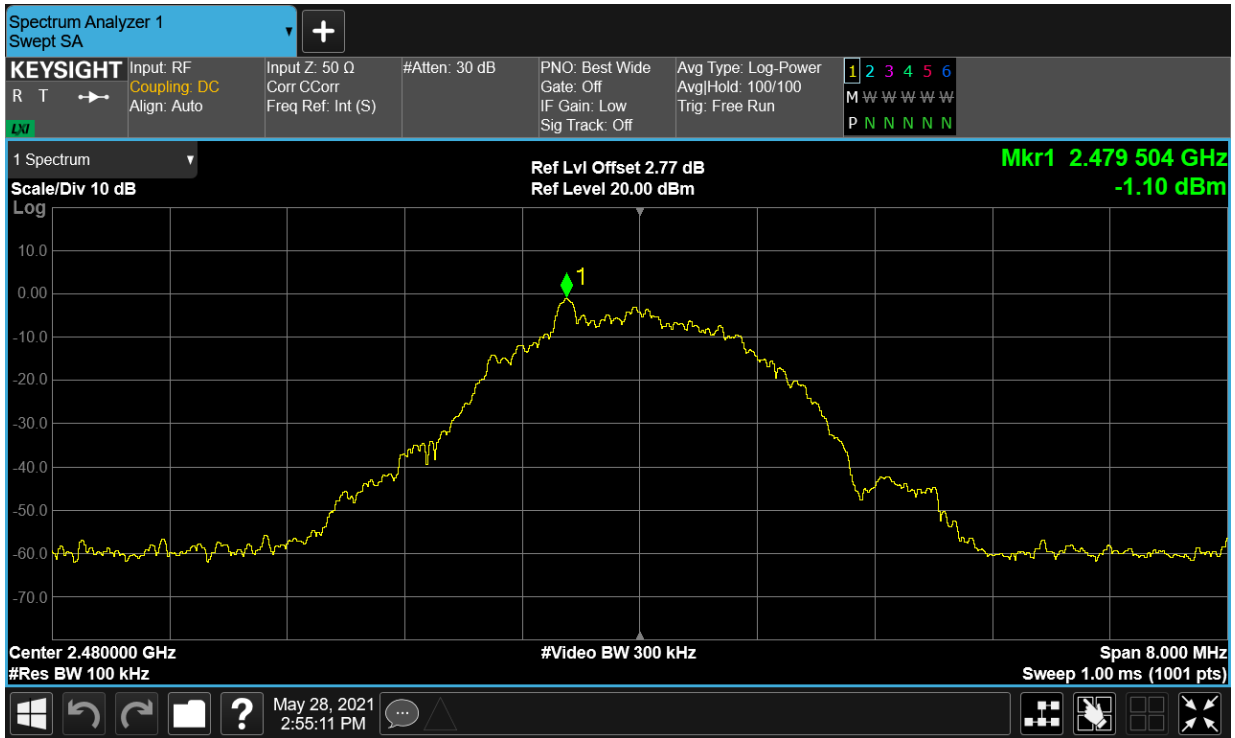 Spectrum Analyzer 1
Swept SA
KEYSIGHT
R T
LXI
Input: RF
Coupling: DC
Align: Auto
Input Z: 50 Ω
Corr CCorr
Freq Ref: Int (S)
#Atten: 30 dB
PNO: Best Wide
Gate: Off
IF Gain: Low
Sig Track: Off
Avg Type: Log-Power
Avg|Hold: 100/100
Trig: Free Run
1 2 3 4 5 6
M W W W W W
P N N N N N
1 Spectrum
Scale/Div 10 dB
Log
Ref Lvl Offset 2.77 dB
Ref Level 20.00 dBm
Mkr1 2.479 504 GHz
-1.10 dBm
10.0
0.00
-10.0
-20.0
-30.0
-40.0
-50.0
-60.0
-70.0
1
Center 2.480000 GHz
#Res BW 100 kHz
#Video BW 300 kHz
Span 8.000 MHz
Sweep 1.00 ms (1001 pts)
?
May 28, 2021
2:55:11 PM